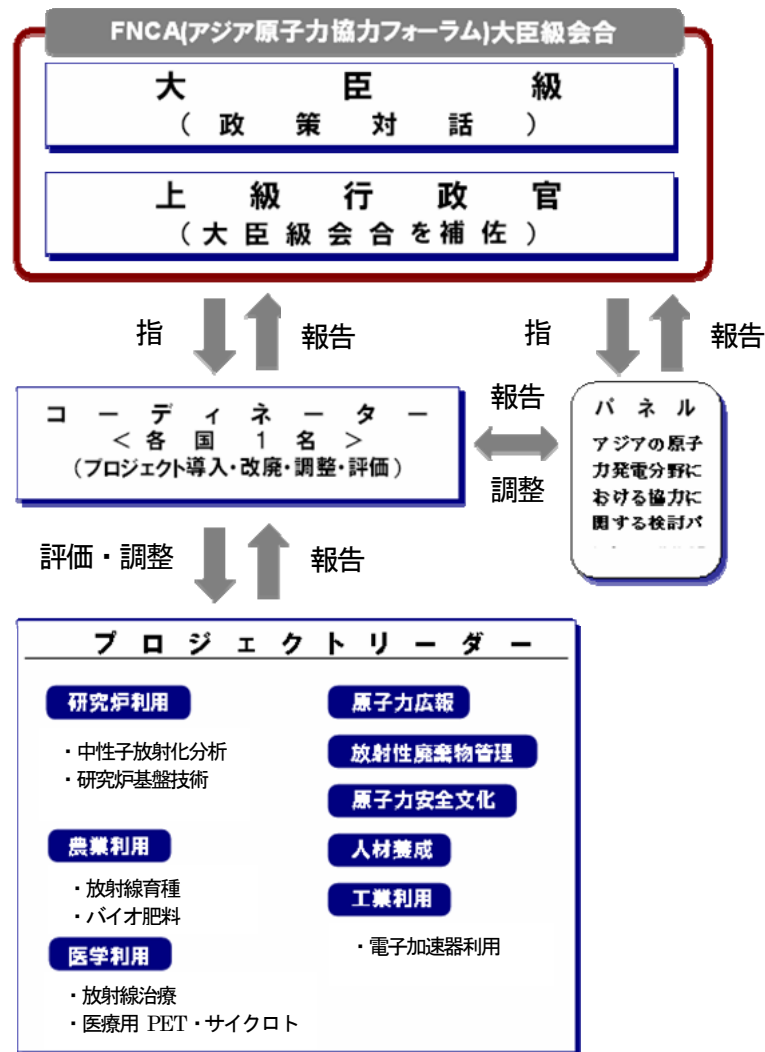 FNCA(アジア原子力協力フォーラム)大臣級会合
大臣級
(政策対話)
上級行政官
(大臣級会合を補佐)
指
報告
指
報告
コーディネーター
<各国1名>
(プロジェクト導入・改廃・調整・評価)
報告
調整
パネル
アジアの原子
力発電分野に
おける協力に
関する検討パ
評価・調整
報告
プロジェクトリーダー
研究炉利用
・中性子放射化分析
・研究炉基盤技術
農業利用
・放射線育種
・バイオ肥料
医学利用
・放射線治療
・医療用 PET・サイクロト
原子力広報
放射性廃棄物管理
原子力安全文化
人材養成
工業利用
・電子加速器利用